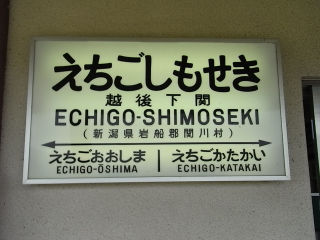 えちごしもせき
越後下関
ECHIGO-SHIMOSEKI
(新潟県岩船郡関川村)
えちごおおしま えちごかたかい
ECHIGO-ŌSHIMA ECHIGO-KATAKAI